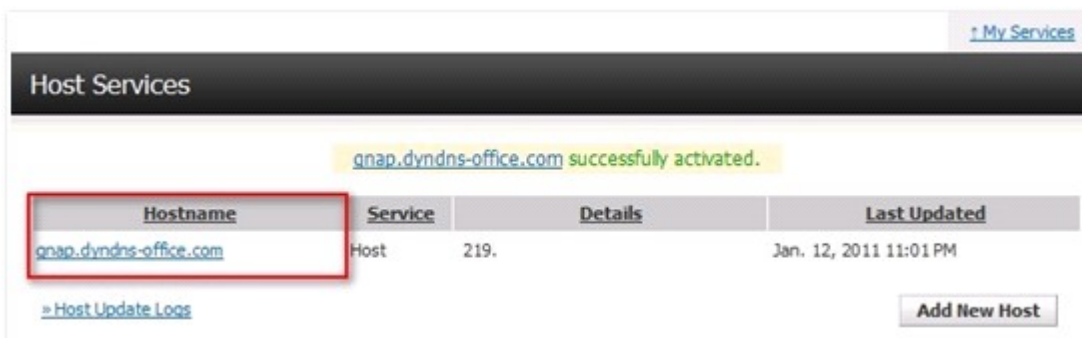 ↑ My Services
Host Services
qnap.dyndns-office.com successfully activated.
Hostname Service Details Last Updated
qnap.dyndns-office.com Host 219. Jan. 12, 2011 11:01 PM
» Host Update Logs Add New Host